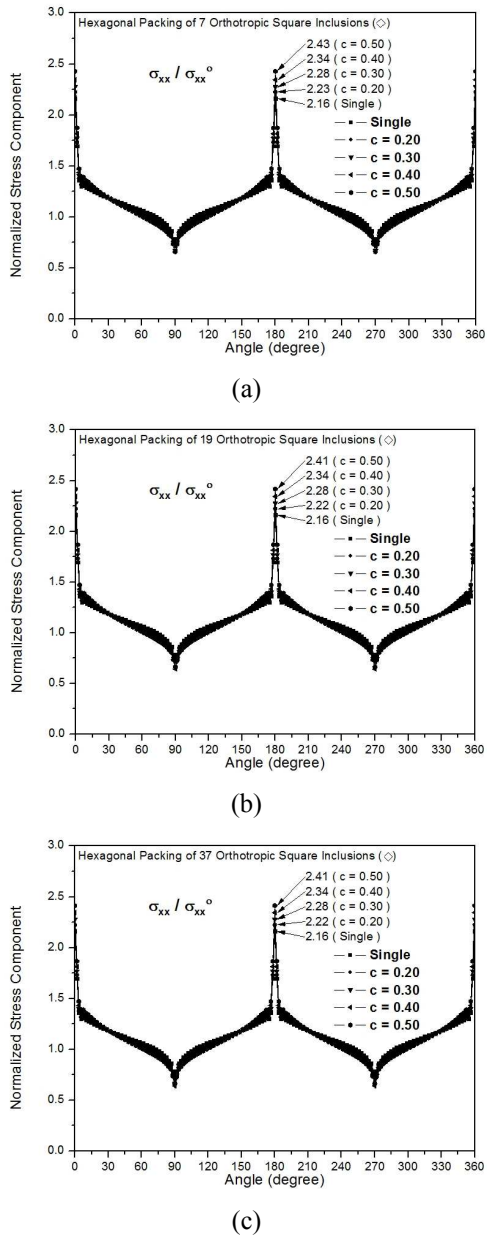 Hexagonal Packing of 7 Orthotropic Square Inclusions (◇)
σxx / σxxº
2.43 ( c = 0.50 )
2.34 ( c = 0.40 )
2.28 ( c = 0.30 )
2.23 ( c = 0.20 )
2.16 ( Single )
Single
c = 0.20
c = 0.30
c = 0.40
c = 0.50
Normalized Stress Component
3.0
2.5
2.0
1.5
1.0
0.5
0.0
0 30 60 90 120 150 180 210 240 270 300 330 360
Angle (degree)
(a)
Hexagonal Packing of 19 Orthotropic Square Inclusions (◇)
σxx / σxxº
2.41 ( c = 0.50 )
2.34 ( c = 0.40 )
2.28 ( c = 0.30 )
2.22 ( c = 0.20 )
2.16 ( Single )
Single
c = 0.20
c = 0.30
c = 0.40
c = 0.50
Normalized Stress Component
3.0
2.5
2.0
1.5
1.0
0.5
0.0
0 30 60 90 120 150 180 210 240 270 300 330 360
Angle (degree)
(b)
Hexagonal Packing of 37 Orthotropic Square Inclusions (◇)
σxx / σxxº
2.41 ( c = 0.50 )
2.34 ( c = 0.40 )
2.28 ( c = 0.30 )
2.22 ( c = 0.20 )
2.16 ( Single )
Single
c = 0.20
c = 0.30
c = 0.40
c = 0.50
Normalized Stress Component
3.0
2.5
2.0
1.5
1.0
0.5
0.0
0 30 60 90 120 150 180 210 240 270 300 330 360
Angle (degree)
(c)